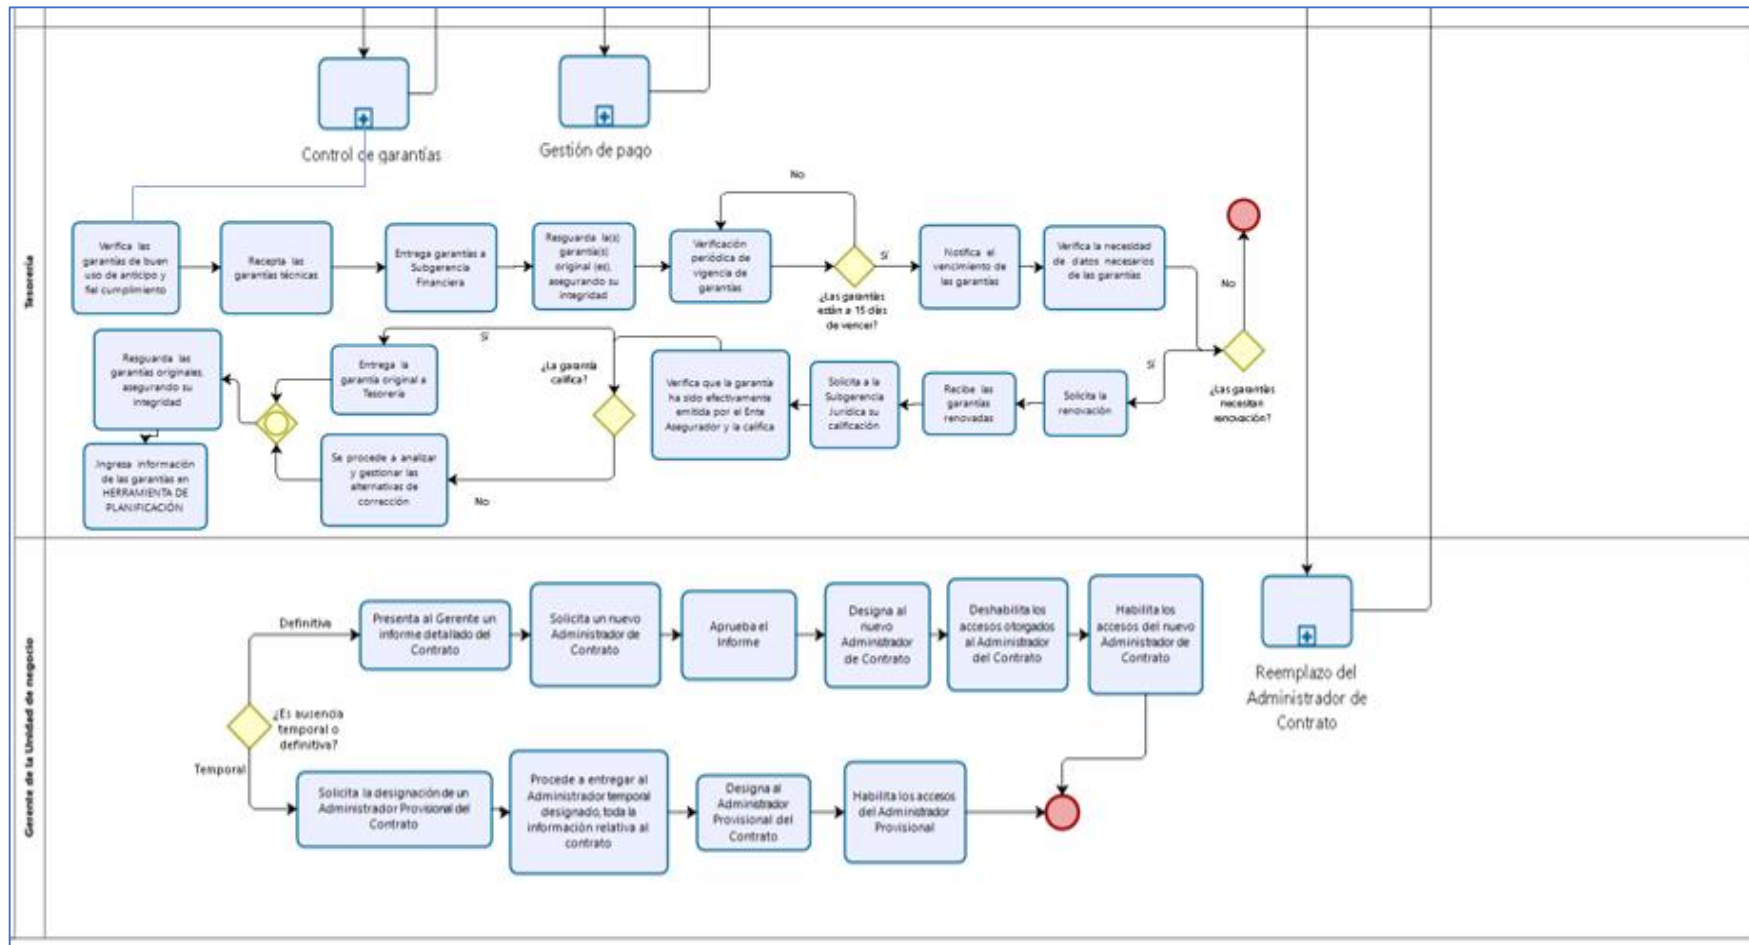 Control de garantías
Gestión de pago
Tesorería
No
Verifica las
garantías de buen
uso de anticipo y
fiel cumplimiento
Recepta las
garantías técnicas
Entrega garantías a
Subgerencia
Financiera
Resguarda la(s)
garantía(s)
original (es),
asegurando su
integridad
Verificación
periódica de
vigencia de
garantías
Sí
¿Las garantías
están a 15 días
de vencer?
Notifica el
vencimiento de
las garantías
Verifica la necesidad
de datos necesarios
de las garantías
No
Resguarda las
garantías originales,
asegurando su
integridad
Entrega la
garantía original a
Tesorería
Sí
¿La garantía
califica?
Verifica que la garantía
ha sido efectivamente
emitida por el Ente
Asegurador y la califica
Solicita a la
Subgerencia
Jurídica su
calificación
Recibe las
garantías
renovadas
Solicita la
renovación
Sí
¿Las garantías
necesitan
renovación?
Ingresa información
de las garantías en
HERRAMIENTA DE
PLANIFICACIÓN
Se procede a analizar
y gestionar las
alternativas de
corrección
No
Gerente de la Unidad de negocio
Definitiva
Presenta al Gerente un
informe detallado del
Contrato
Solicita un nuevo
Administrador de
Contrato
Aprueba el
Informe
Designa al
nuevo
Administrador
de Contrato
Deshabilita los
accesos otorgados
al Administrador
del Contrato
Habilita los
accesos del nuevo
Administrador de
Contrato
Reemplazo del
Administrador de
Contrato
¿Es ausencia
temporal o
definitiva?
Temporal
Solicita la designación de un
Administrador Provisional del
Contrato
Procede a entregar al
Administrador temporal
designado, toda la
información relativa al
contrato
Designa al
Administrador
Provisional del
Contrato
Habilita los accesos
del Administrador
Provisional